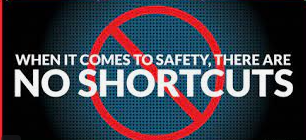 WHEN IT COMES TO SAFETY, THERE ARE
NO SHORTCUTS